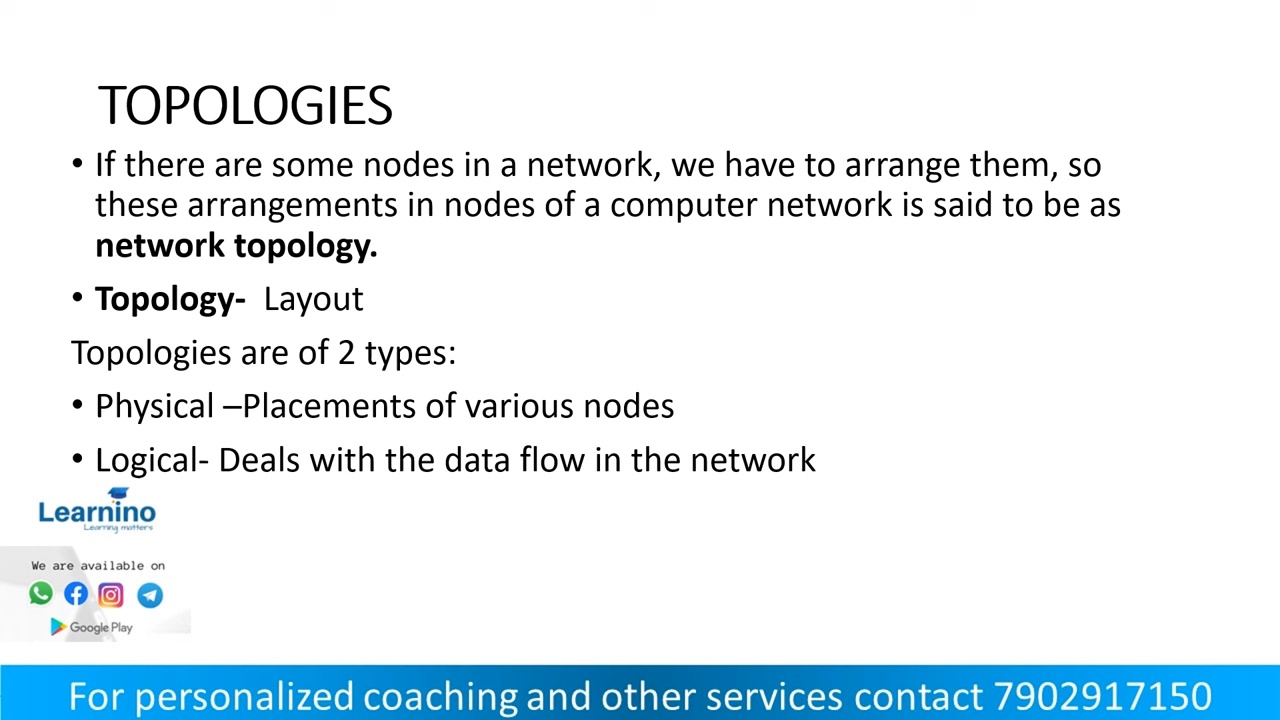 TOPOLOGIES
• If there are some nodes in a network, we have to arrange them, so
these arrangements in nodes of a computer network is said to be as
network topology.
• Topology- Layout
Topologies are of 2 types:
• Physical –Placements of various nodes
• Logical- Deals with the data flow in the network
Learnino
Learning matters
We are available on
Google Play
For personalized coaching and other services contact 7902917150